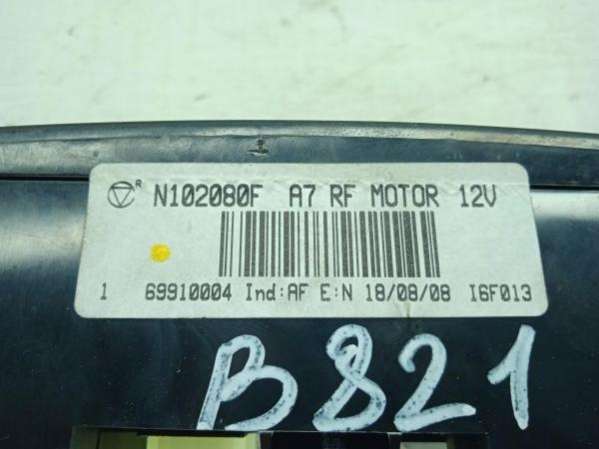 R N102080F A7 RF MOTOR 12V
1 69910004 Ind:AF E:N 18/08/08 I6F013
B821